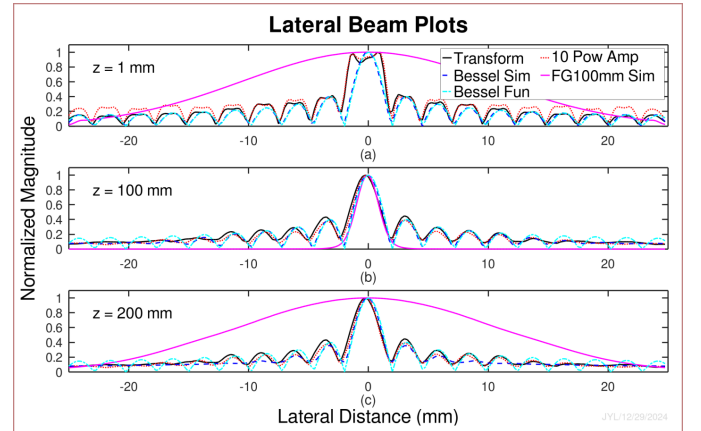 Lateral Beam Plots
Normalized Magnitude
1
0.8
0.6
0.4
0.2
0
z = 1 mm
Transform
Bessel Sim
Bessel Fun
10 Pow Amp
FG100mm Sim
-20
-10
0
10
20
(a)
1
0.8
0.6
0.4
0.2
0
z = 100 mm
-20
-10
0
10
20
(b)
1
0.8
0.6
0.4
0.2
0
z = 200 mm
-20
-10
0
10
20
(c)
Lateral Distance (mm)
JYL/12/29/2024